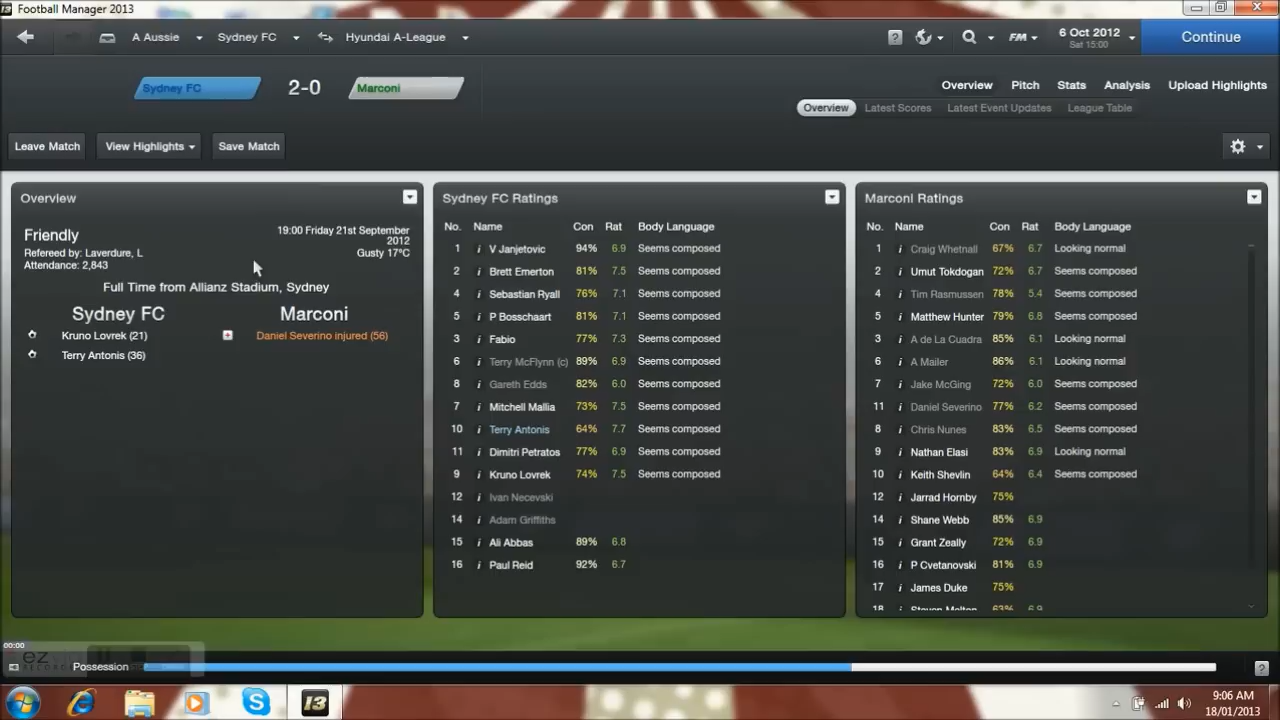 Football Manager 2013
A Aussie
Sydney FC
Hyundai A-League
FM
6 Oct 2012
Sat 15:00
Continue
Sydney FC
2-0
Marconi
Overview Pitch Stats Analysis Upload Highlights
Overview Latest Scores Latest Event Updates League Table
Leave Match View Highlights Save Match
Overview
Friendly
Refereed by: Laverdure, L
Attendance: 2,843
19:00 Friday 21st September
2012
Gusty 17°C
Full Time from Allianz Stadium, Sydney
Sydney FC Marconi
Kruno Lovrek (21) Daniel Severino injured (56)
Terry Antonis (36)
Sydney FC Ratings
No. Name Con Rat Body Language
1 i V Janjetovic 94% 6.9 Seems composed
2 i Brett Emerton 81% 7.5 Seems composed
4 i Sebastian Ryall 76% 7.1 Seems composed
5 i P Bosschaart 81% 7.1 Seems composed
3 i Fabio 77% 7.3 Seems composed
6 i Terry McFlynn (c) 89% 6.9 Seems composed
8 i Gareth Edds 82% 6.0 Seems composed
7 i Mitchell Mallia 73% 7.5 Seems composed
10 i Terry Antonis 64% 7.7 Seems composed
11 i Dimitri Petratos 77% 6.9 Seems composed
9 i Kruno Lovrek 74% 7.5 Seems composed
12 i Ivan Necevski
14 i Adam Griffiths
15 i Ali Abbas 89% 6.8
16 i Paul Reid 92% 6.7
Marconi Ratings
No. Name Con Rat Body Language
1 i Craig Whetnall 67% 6.7 Looking normal
2 i Umut Tokdogan 72% 6.7 Seems composed
4 i Tim Rasmussen 78% 5.4 Seems composed
5 i Matthew Hunter 79% 6.8 Seems composed
3 i A de La Cuadra 85% 6.1 Looking normal
6 i A Mailer 86% 6.1 Looking normal
7 i Jake McGing 72% 6.0 Seems composed
11 i Daniel Severino 77% 6.2 Seems composed
8 i Chris Nunes 83% 6.5 Seems composed
9 i Nathan Elasi 83% 6.9 Looking normal
10 i Keith Shevlin 64% 6.4 Seems composed
12 i Jarrad Hornby 75%
14 i Shane Webb 85% 6.9
15 i Grant Zeally 72% 6.9
16 i P Cvetanovski 81% 6.9
17 i James Duke 75%
18 i Steven Melton 63% 6.9
00:00
Possession
9:06 AM
18/01/2013